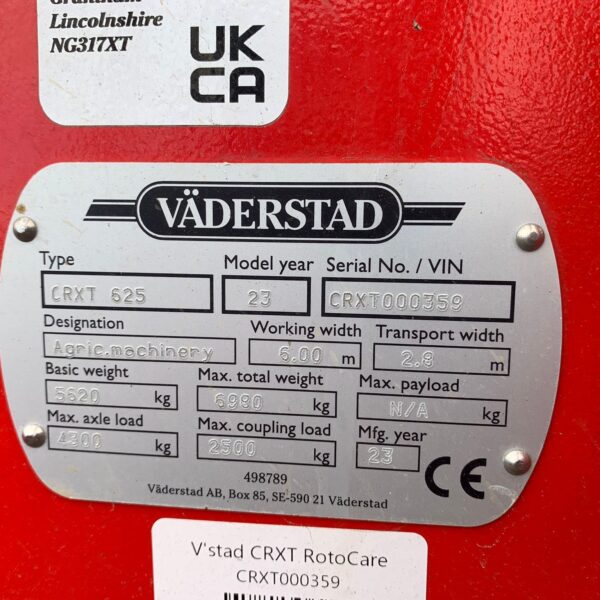 Lincolnshire
NG317XT
UK
CA
VÄDERSTAD
Type Model year Serial No. / VIN
CRXT 625 23 CRXT000359
Designation Working width Transport width
Agric.machinery 6.00 m 2.8 m
Basic weight Max. total weight Max. payload
5620 kg 6980 kg N/A kg
Max. axle load Max. coupling load Mfg. year
4300 kg 2500 kg 23
CE
498789
Väderstad AB, Box 85, SE-590 21 Väderstad
V'stad CRXT RotoCare
CRXT000359